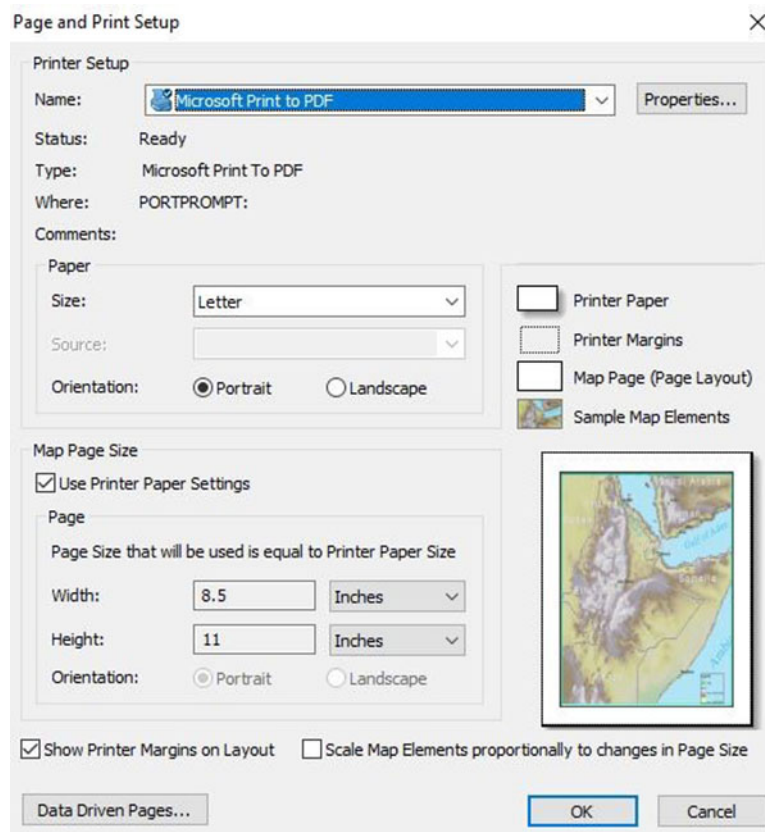 Page and Print Setup
Printer Setup
Name: Microsoft Print to PDF Properties...
Status: Ready
Type: Microsoft Print To PDF
Where: PORTPROMPT:
Comments:
Paper
Size: Letter
Source:
Orientation: Portrait Landscape
Printer Paper
Printer Margins
Map Page (Page Layout)
Sample Map Elements
Map Page Size
Use Printer Paper Settings
Page
Page Size that will be used is equal to Printer Paper Size
Width: 8.5 Inches
Height: 11 Inches
Orientation: Portrait Landscape
Gulf of Aden
Somalia
Show Printer Margins on Layout Scale Map Elements proportionally to changes in Page Size
Data Driven Pages... OK Cancel